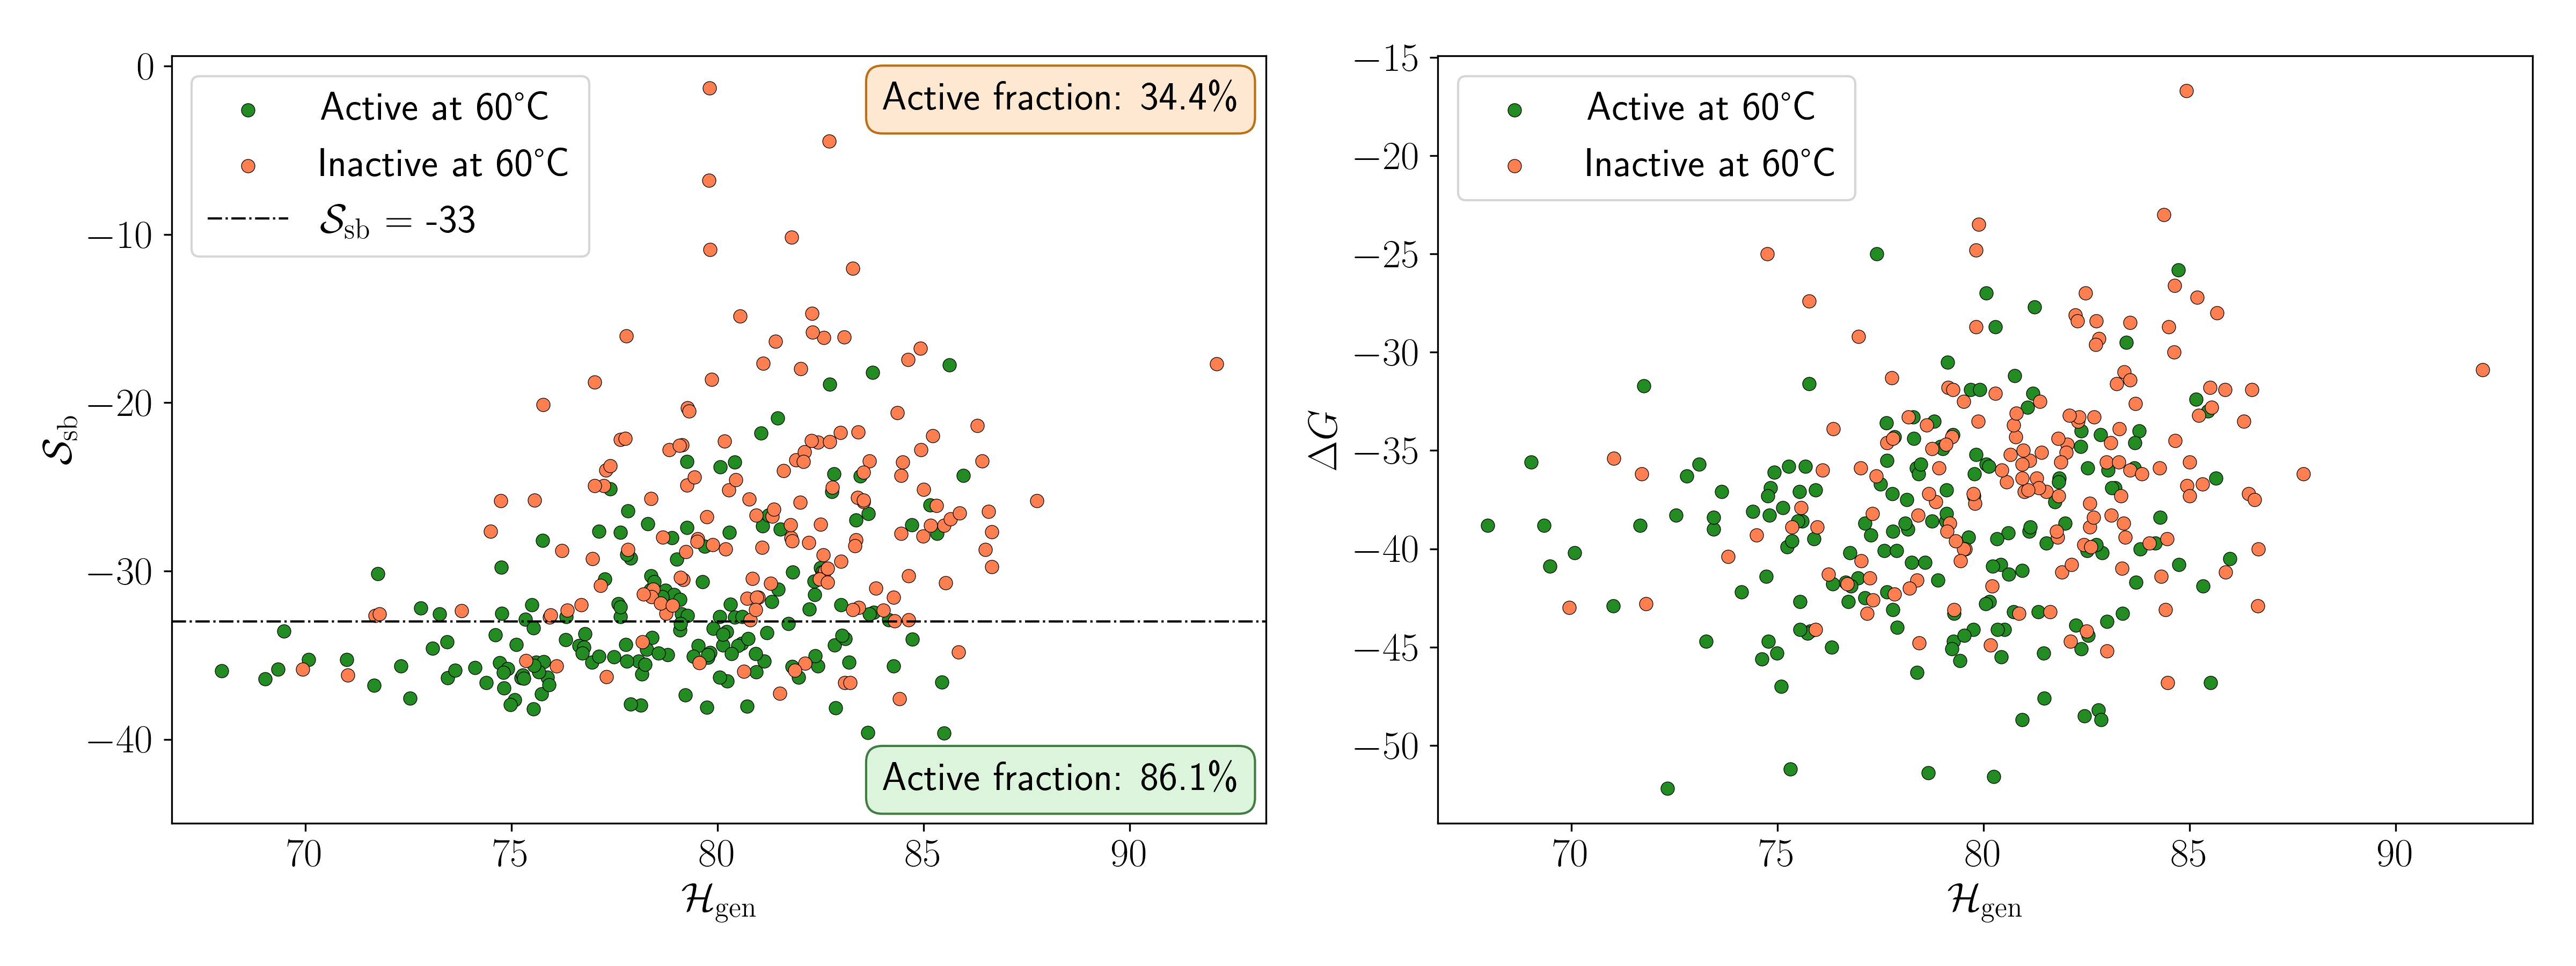 Active at 60°C
Inactive at 60°C
𝒮sb = -33
Active fraction: 34.4%
Active fraction: 86.1%
0
−10
−20
−30
−40
𝒮sb
70 75 80 85 90
ℋgen
Active at 60°C
Inactive at 60°C
−15
−20
−25
−30
−35
−40
−45
−50
ΔG
70 75 80 85 90
ℋgen